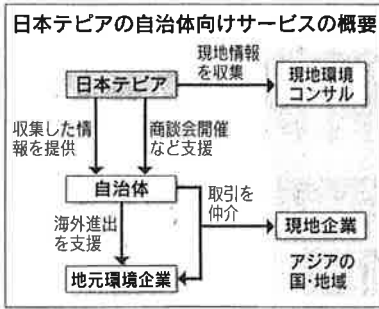 日本テピアの自治体向けサービスの概要
現地情報
を収集
日本テピア
現地環境
コンサル
収集した情
報を提供
商談会開催
など支援
自治体
取引を
仲介
海外進出
を支援
現地企業
地元環境企業
アジアの
国・地域